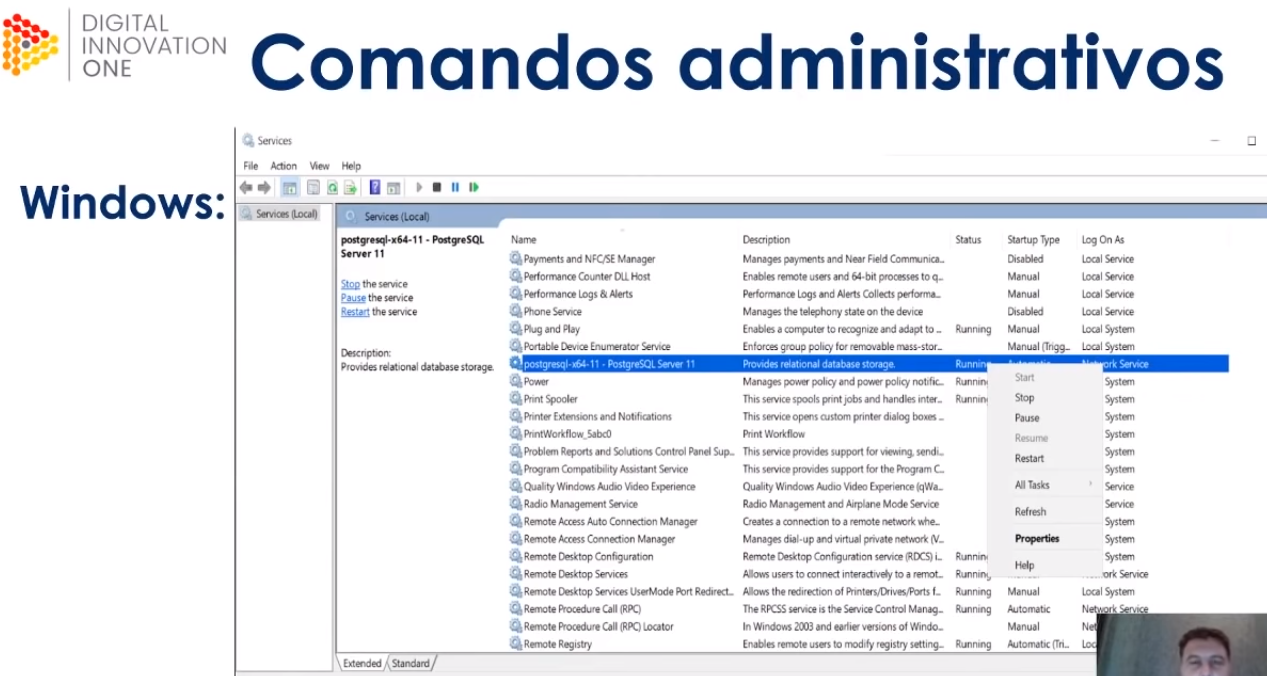 DIGITAL
INNOVATION
ONE
Comandos administrativos
Windows:
Services
File Action View Help
Services (Local)
Services (Local)
postgresql-x64-11 - PostgreSQL
Server 11
Stop the service
Pause the service
Restart the service
Description:
Provides relational database storage.
Name Description Status Startup Type Log On As
Payments and NFC/SE Manager Manages payments and Near Field Communica... Disabled Local Service
Performance Counter DLL Host Enables remote users and 64-bit processes to q... Manual Local Service
Performance Logs & Alerts Performance Logs and Alerts Collects performa... Manual Local Service
Phone Service Manages the telephony state on the device Disabled Local Service
Plug and Play Enables a computer to recognize and adapt to ... Running Manual Local System
Portable Device Enumerator Service Enforces group policy for removable mass-stor... Manual (Trigg... Local System
postgresql-x64-11 - PostgreSQL Server 11 Provides relational database storage. Running Automatic Network Service
Power Manages power policy and power policy notific... Running System
Print Spooler This service spools print jobs and handles inter... Running System
Printer Extensions and Notifications This service opens custom printer dialog boxes ... System
PrintWorkflow_5abc0 Print Workflow System
Problem Reports and Solutions Control Panel Sup... This service provides support for viewing, sendi... System
Program Compatibility Assistant Service This service provides support for the Program C... System
Quality Windows Audio Video Experience Quality Windows Audio Video Experience (qWa... Service
Radio Management Service Radio Management and Airplane Mode Service Service
Remote Access Auto Connection Manager Creates a connection to a remote network whe... System
Remote Access Connection Manager Manages dial-up and virtual private network (V... System
Remote Desktop Configuration Remote Desktop Configuration service (RDCS) i... Running System
Remote Desktop Services Allows users to connect interactively to a remot... Running Service
Remote Desktop Services UserMode Port Redirect... Allows the redirection of Printers/Drives/Ports f... Running Manual Local System
Remote Procedure Call (RPC) The RPCSS service is the Service Control Manag... Running Automatic Network Service
Remote Procedure Call (RPC) Locator In Windows 2003 and earlier versions of Windo... Manual
Remote Registry Enables remote users to modify registry setting... Running Automatic (Tri...
Start
Stop
Pause
Resume
Restart
All Tasks
Refresh
Properties
Help
Extended Standard